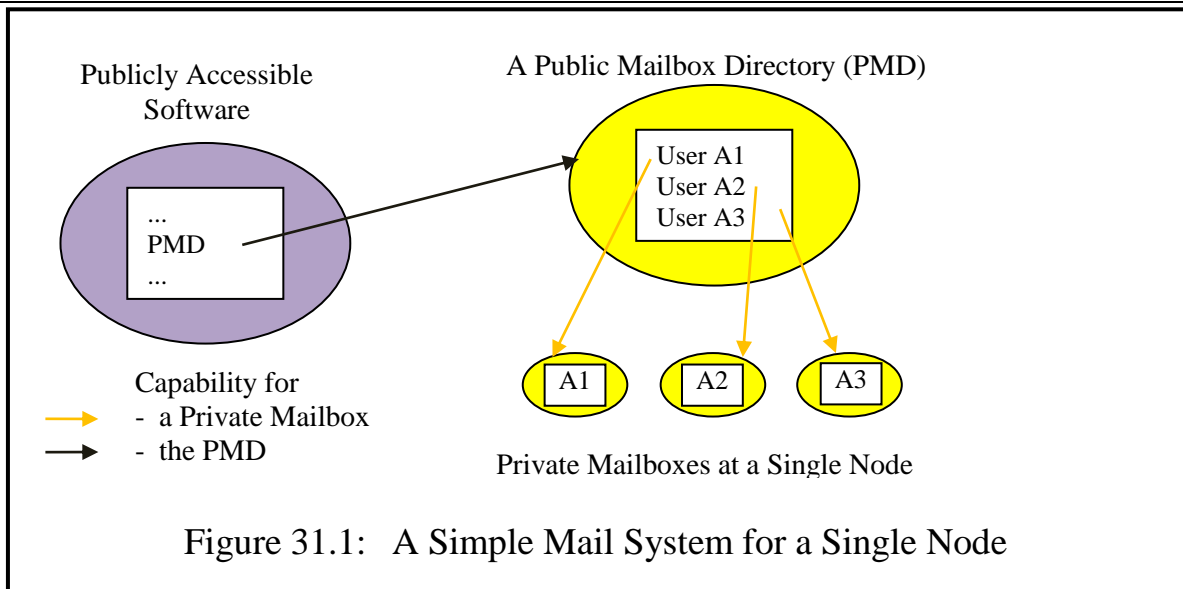 Publicly Accessible
Software
...
PMD
...
A Public Mailbox Directory (PMD)
User A1
User A2
User A3
A1
A2
A3
Capability for
- a Private Mailbox
- the PMD
Private Mailboxes at a Single Node
Figure 31.1: A Simple Mail System for a Single Node